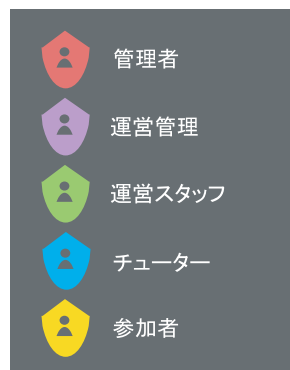 管理者
運営管理
運営スタッフ
チューター
参加者